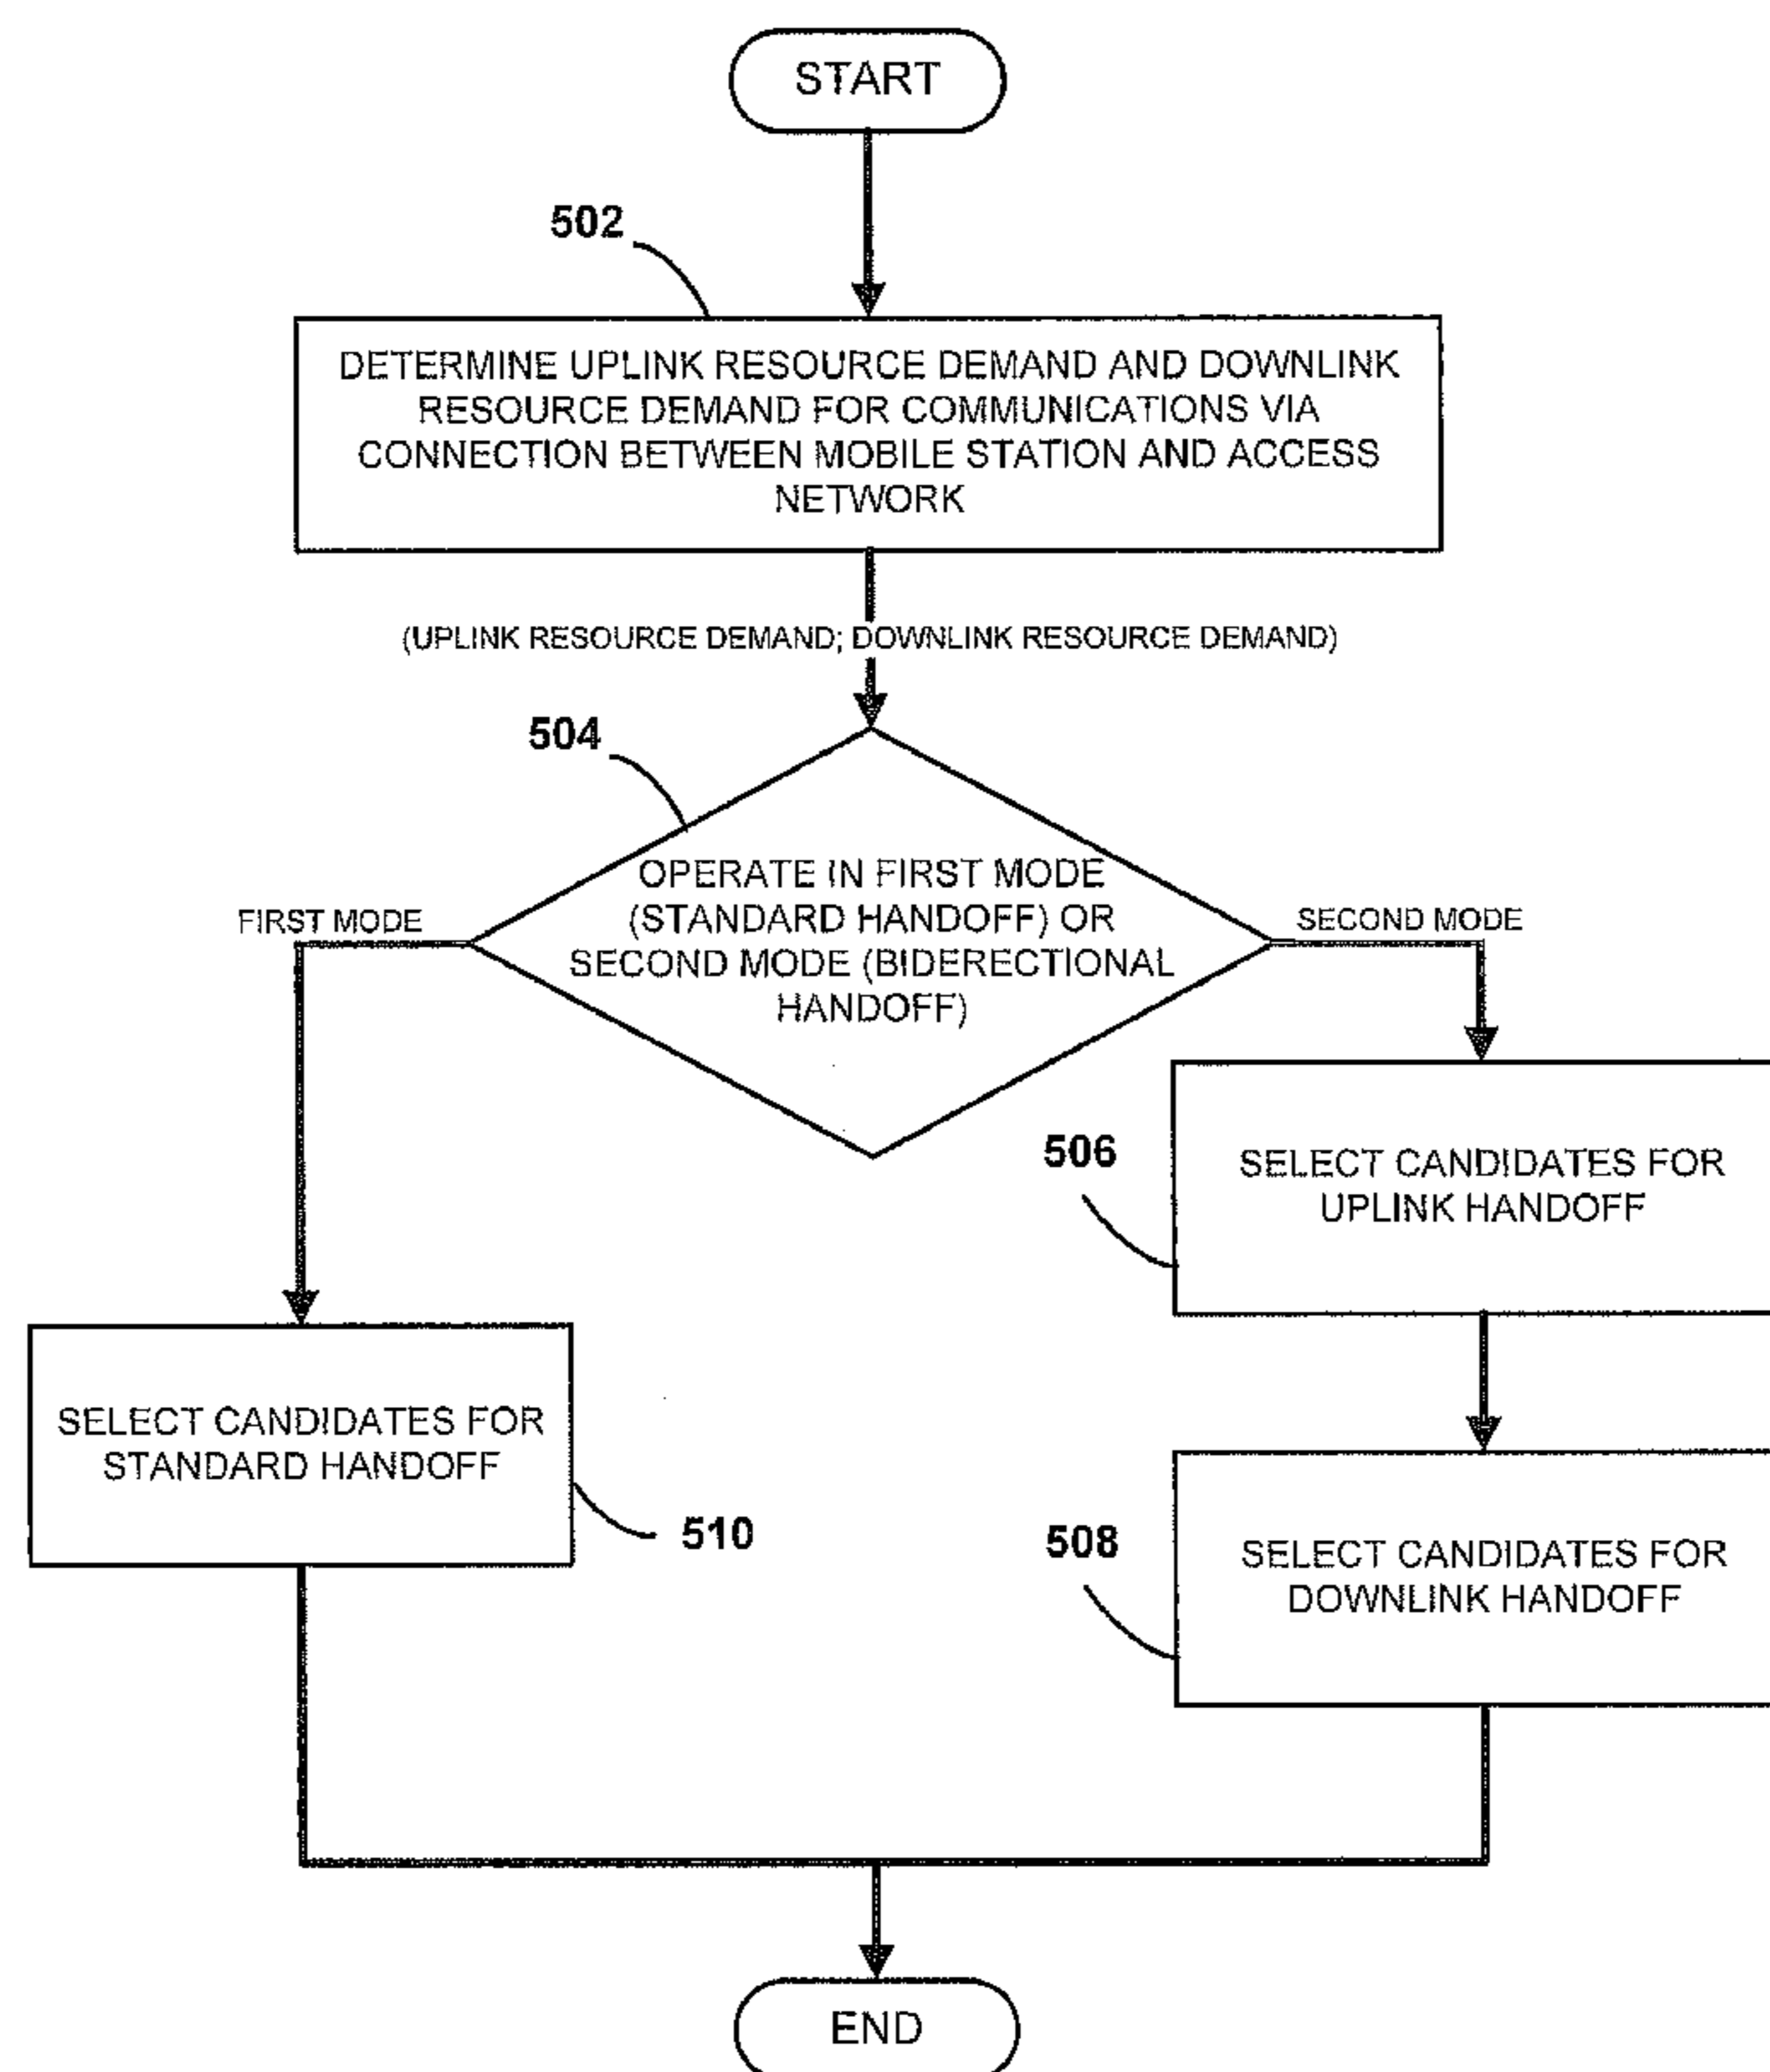 START
502
DETERMINE UPLINK RESOURCE DEMAND AND DOWNLINK
RESOURCE DEMAND FOR COMMUNICATIONS VIA
CONNECTION BETWEEN MOBILE STATION AND ACCESS
NETWORK
(UPLINK RESOURCE DEMAND; DOWNLINK RESOURCE DEMAND)
504
OPERATE IN FIRST MODE
(STANDARD HANDOFF) OR
SECOND MODE (BIDERECTIONAL
HANDOFF)
FIRST MODE
SECOND MODE
506
SELECT CANDIDATES FOR
UPLINK HANDOFF
SELECT CANDIDATES FOR
STANDARD HANDOFF
510
508
SELECT CANDIDATES FOR
DOWNLINK HANDOFF
END